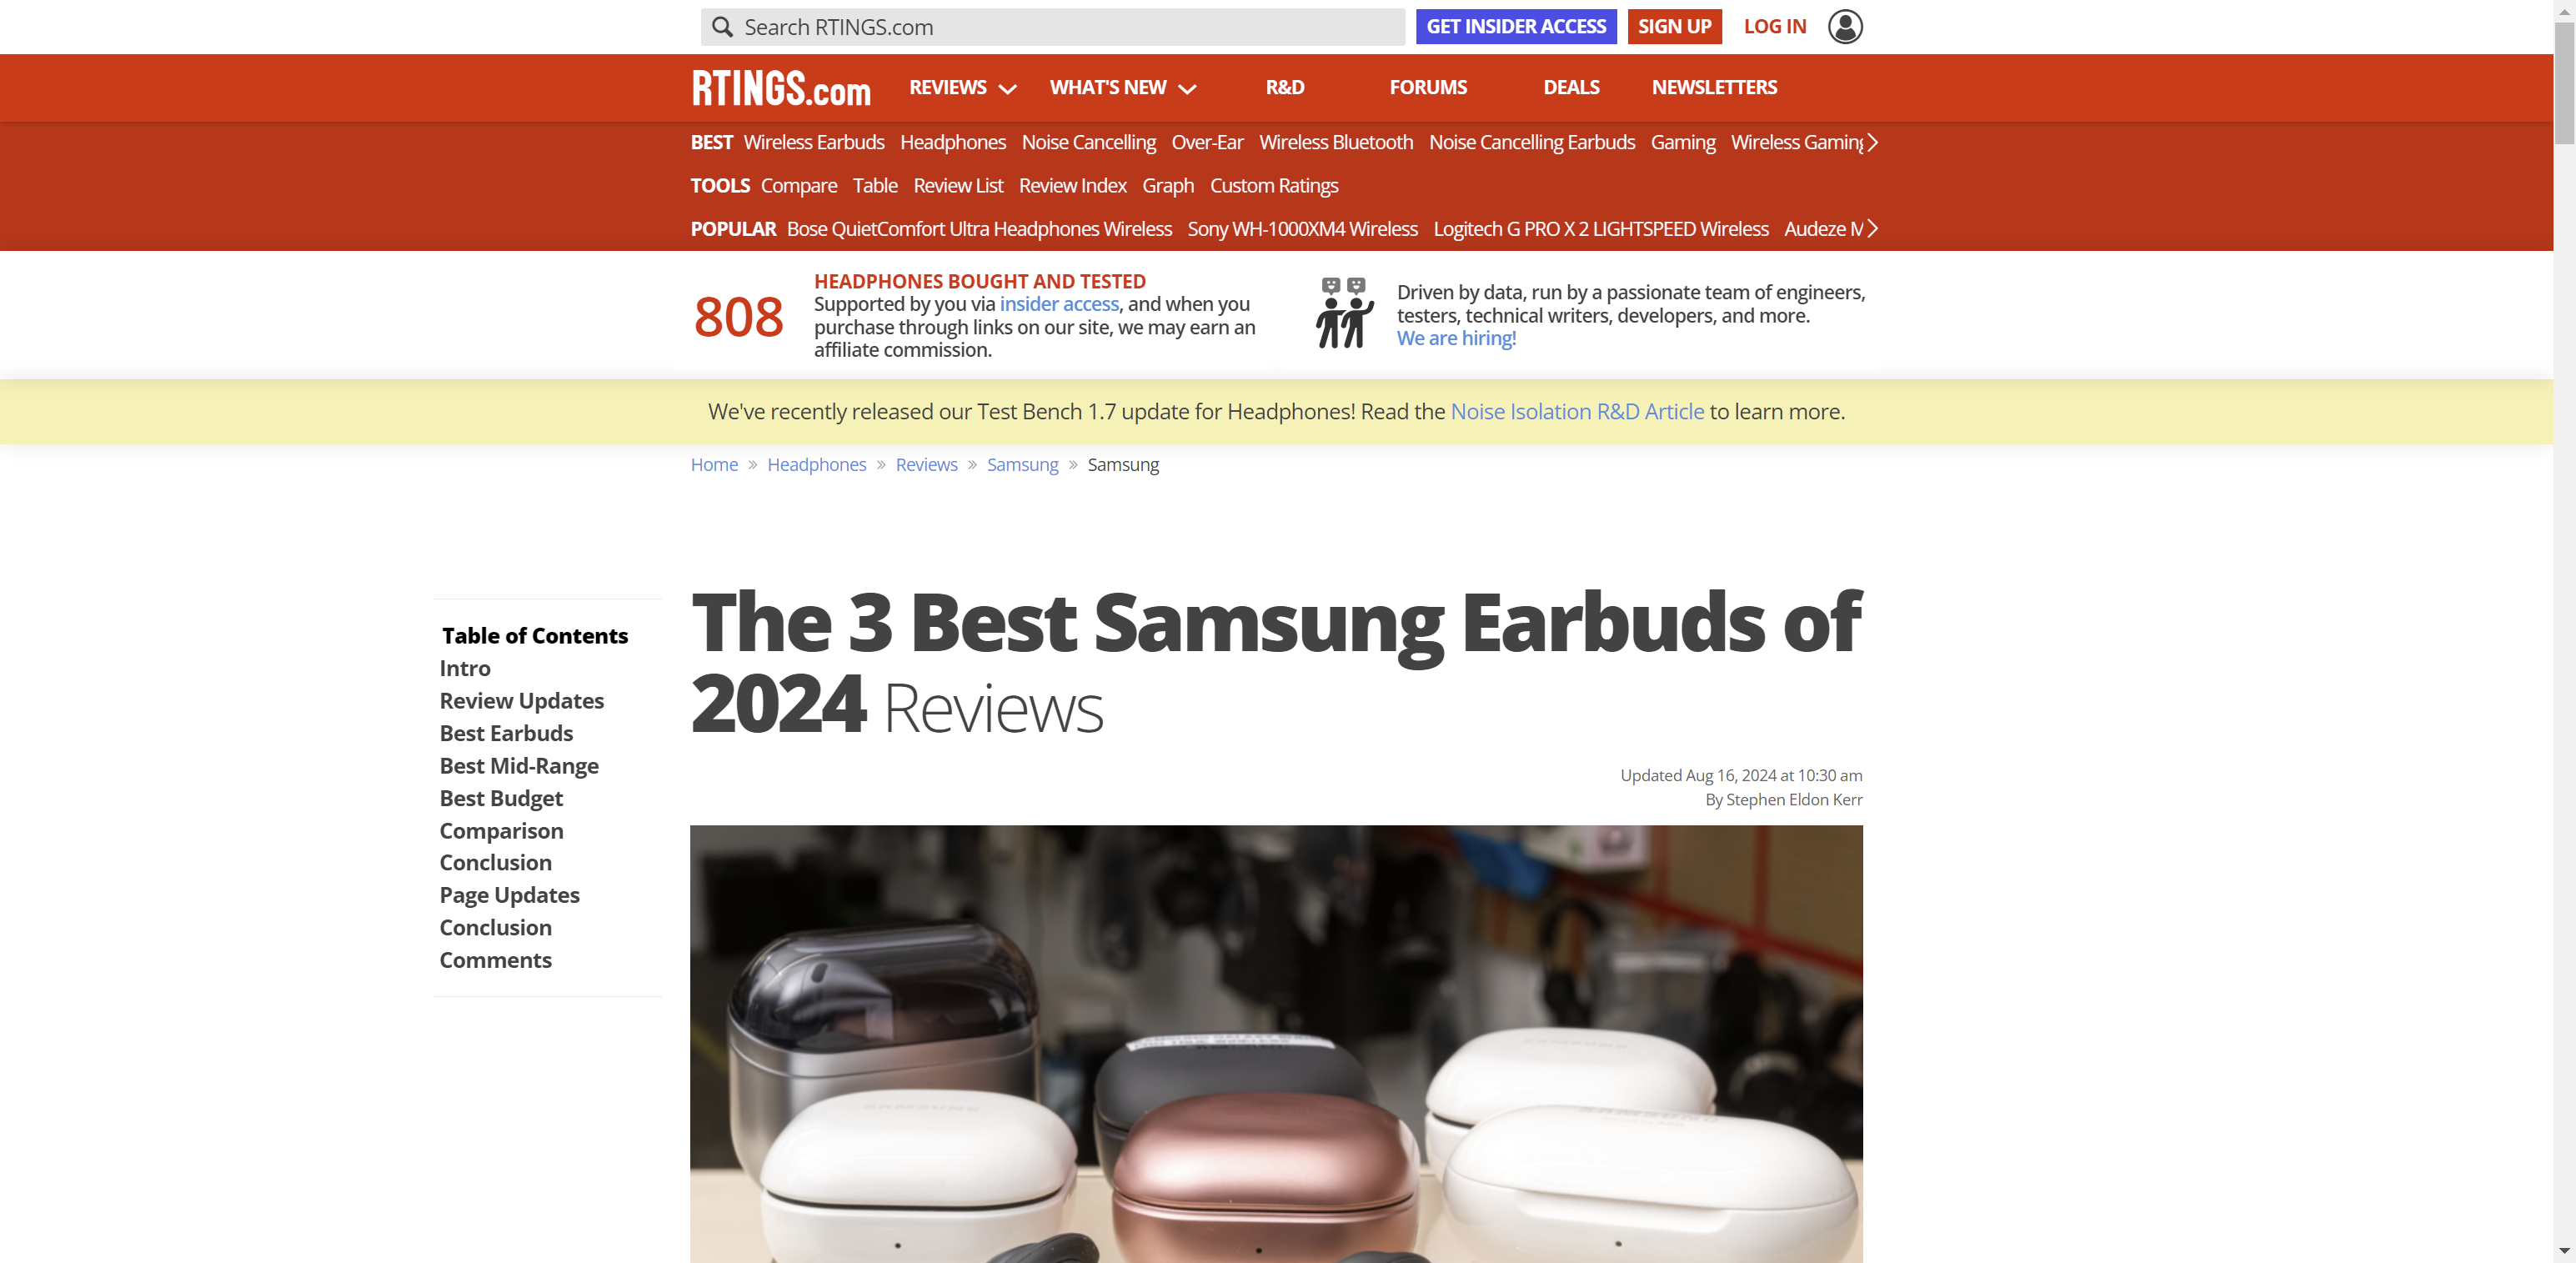 Search RTINGS.com
GET INSIDER ACCESS
SIGN UP
LOG IN
RTINGS.com
REVIEWS
WHAT'S NEW
R&D
FORUMS
DEALS
NEWSLETTERS
BEST Wireless Earbuds Headphones Noise Cancelling Over-Ear Wireless Bluetooth Noise Cancelling Earbuds Gaming Wireless Gaming
TOOLS Compare Table Review List Review Index Graph Custom Ratings
POPULAR Bose QuietComfort Ultra Headphones Wireless Sony WH-1000XM4 Wireless Logitech G PRO X 2 LIGHTSPEED Wireless Audeze
808
HEADPHONES BOUGHT AND TESTED
Supported by you via insider access, and when you
purchase through links on our site, we may earn an
affiliate commission.
Driven by data, run by a passionate team of engineers,
testers, technical writers, developers, and more.
We are hiring!
We've recently released our Test Bench 1.7 update for Headphones! Read the Noise Isolation R&D Article to learn more.
Home » Headphones » Reviews » Samsung » Samsung
Table of Contents
Intro
Review Updates
Best Earbuds
Best Mid-Range
Best Budget
Comparison
Conclusion
Page Updates
Conclusion
Comments
The 3 Best Samsung Earbuds of
2024 Reviews
Updated Aug 16, 2024 at 10:30 am
By Stephen Eldon Kerr
SAMSUNG
SAMSUNG
SAMSUNG